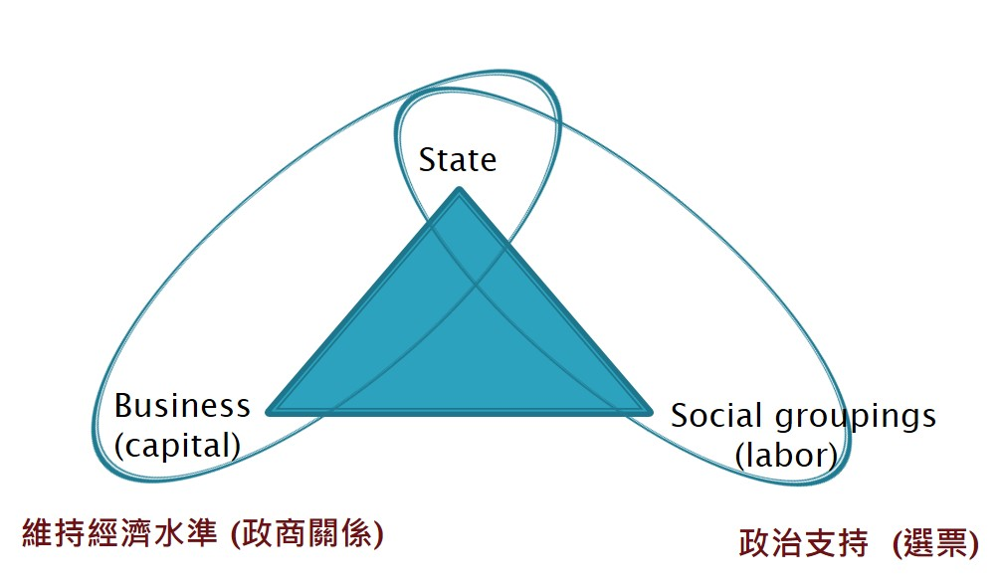 State
Business
(capital)
Social groupings
(labor)
維持經濟水準 (政商關係)
政治支持 (選票)